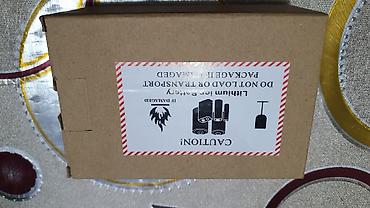 CAUTION!
IF DAMAGED
Lithium Ion Battery
DO NOT LOAD OR TRANSPORT
PACKAGE IF DAMAGED